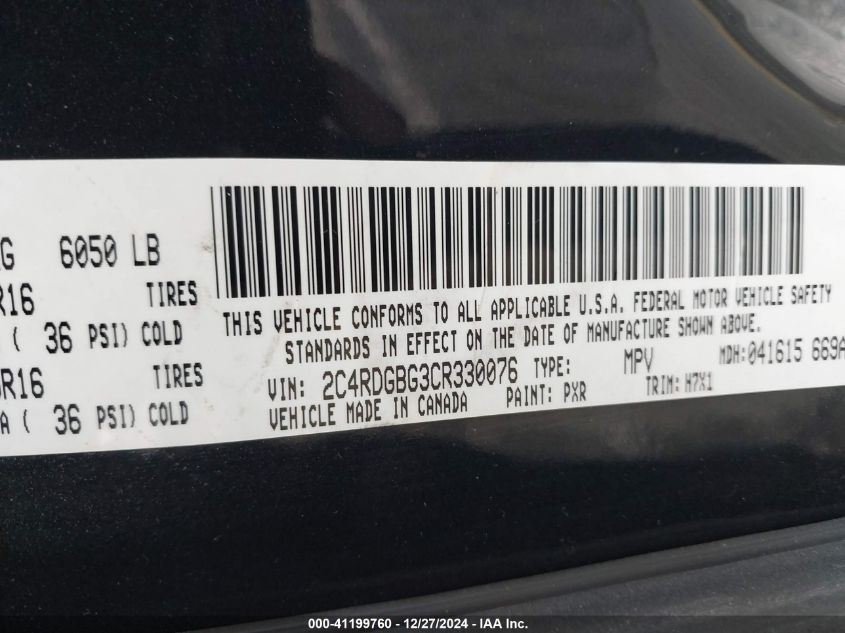 G 6050 LB
R16 TIRES
( 36 PSI) COLD
R16 TIRES
A ( 36 PSI) COLD
THIS VEHICLE CONFORMS TO ALL APPLICABLE U.S.A. FEDERAL MOTOR VEHICLE SAFETY
STANDARDS IN EFFECT ON THE DATE OF MANUFACTURE SHOWN ABOVE.
VIN: 2C4RDGBG3CR330076 TYPE: MPV MDH:041615 669A
VEHICLE MADE IN CANADA PAINT: PXR TRIM: H7X1
000-41199760 – 12/27/2024 – IAA Inc.